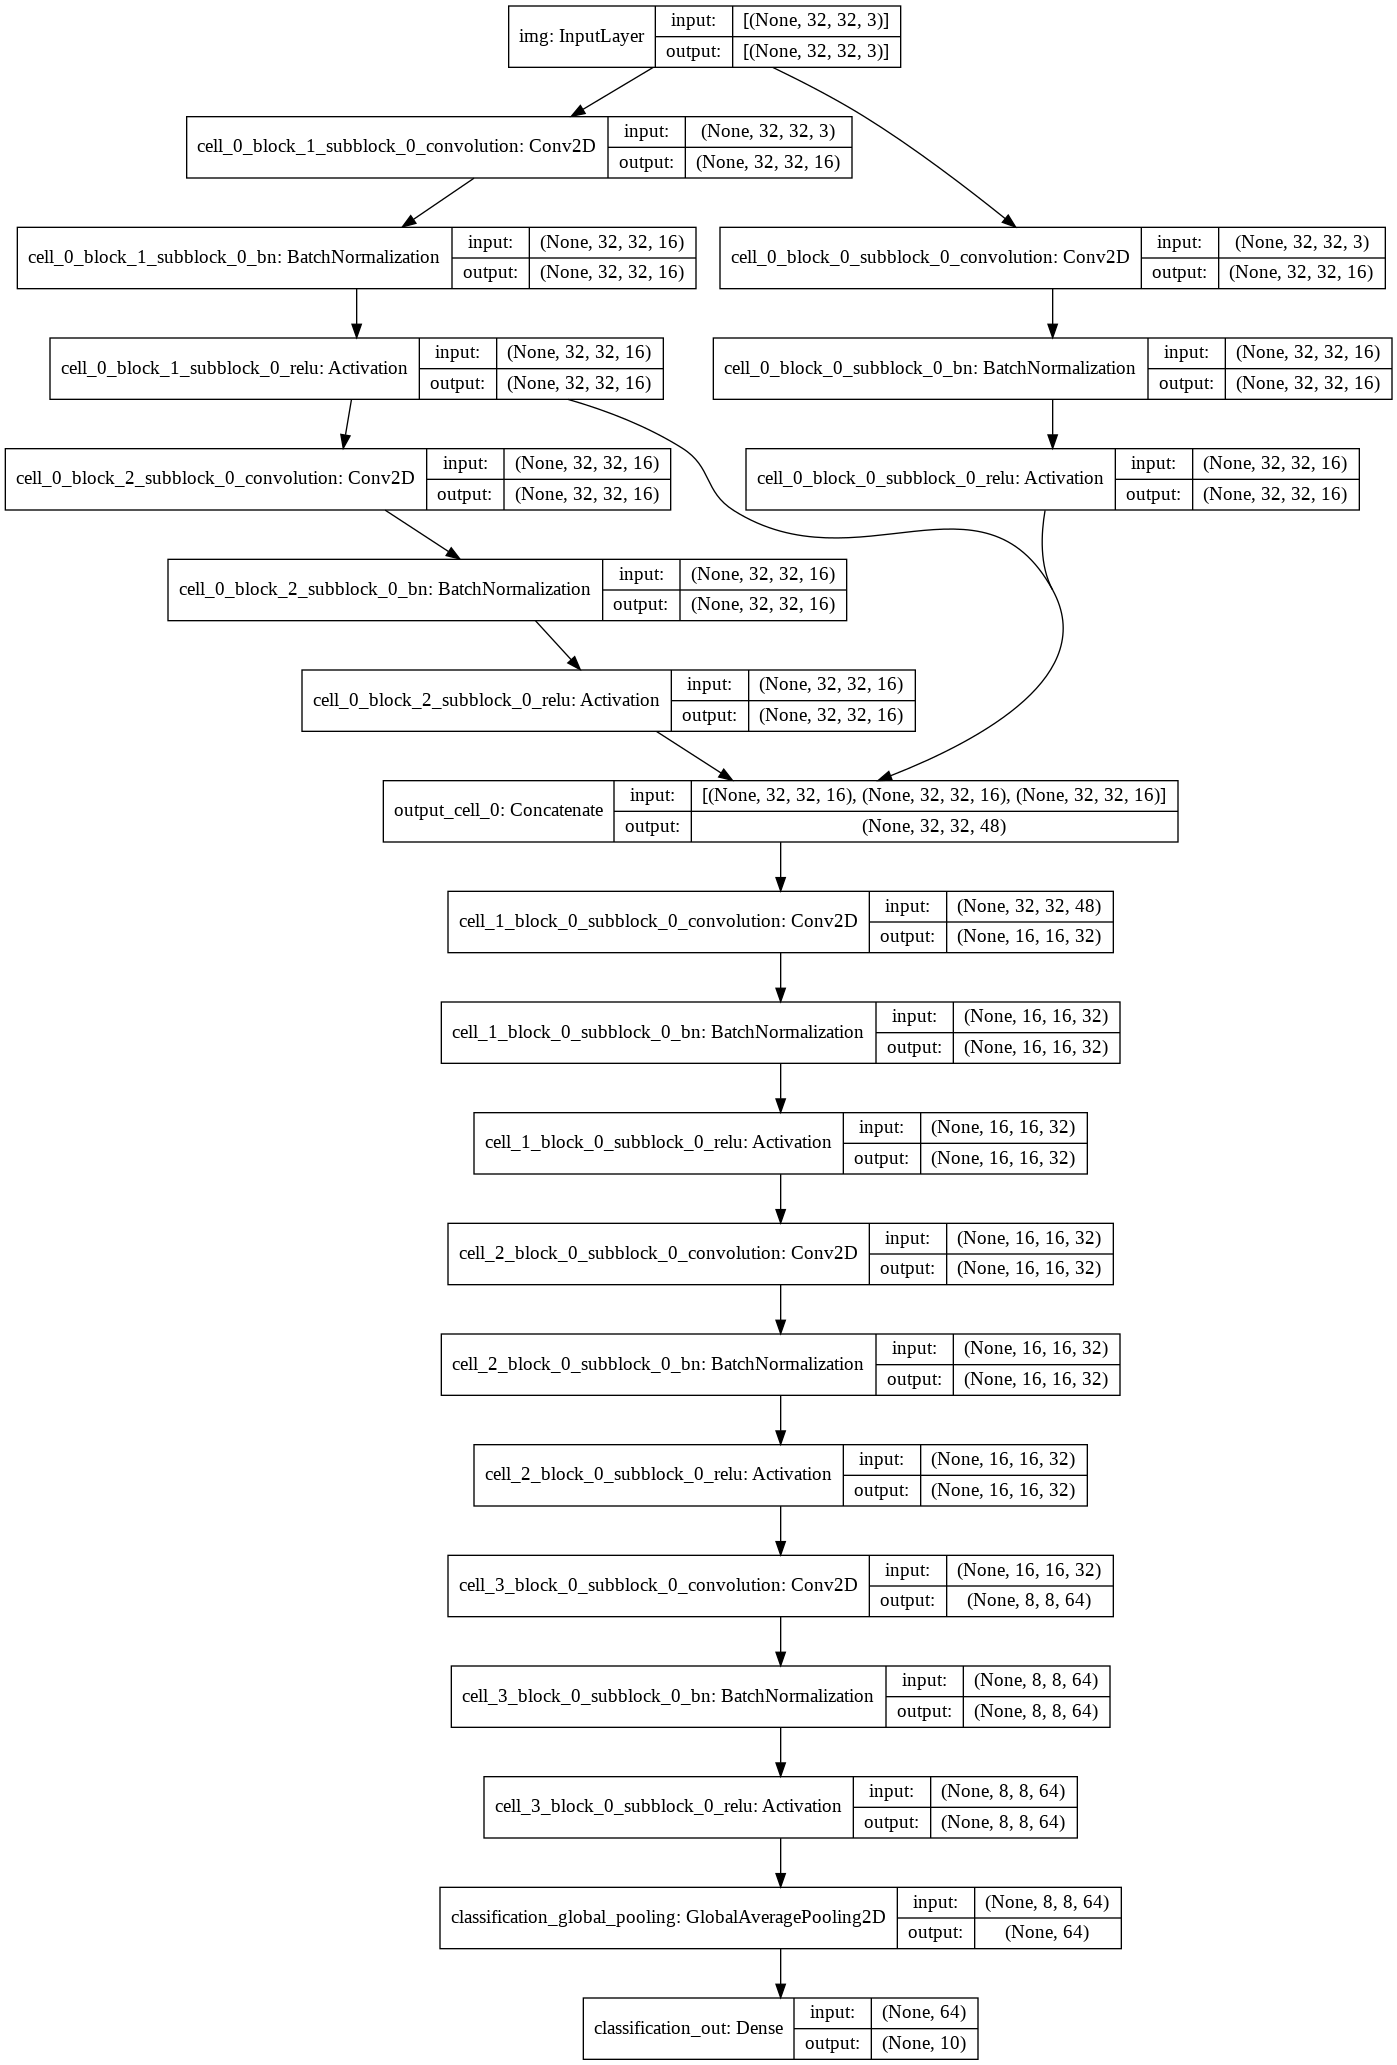 img: InputLayer
input:
[(None, 32, 32, 3)]
output:
[(None, 32, 32, 3)]
cell_0_block_1_subblock_0_convolution: Conv2D
input:
(None, 32, 32, 3)
output:
(None, 32, 32, 16)
cell_0_block_1_subblock_0_bn: BatchNormalization
input:
(None, 32, 32, 16)
output:
(None, 32, 32, 16)
cell_0_block_0_subblock_0_convolution: Conv2D
input:
(None, 32, 32, 3)
output:
(None, 32, 32, 16)
cell_0_block_1_subblock_0_relu: Activation
input:
(None, 32, 32, 16)
output:
(None, 32, 32, 16)
cell_0_block_0_subblock_0_bn: BatchNormalization
input:
(None, 32, 32, 16)
output:
(None, 32, 32, 16)
cell_0_block_2_subblock_0_convolution: Conv2D
input:
(None, 32, 32, 16)
output:
(None, 32, 32, 16)
cell_0_block_0_subblock_0_relu: Activation
input:
(None, 32, 32, 16)
output:
(None, 32, 32, 16)
cell_0_block_2_subblock_0_bn: BatchNormalization
input:
(None, 32, 32, 16)
output:
(None, 32, 32, 16)
cell_0_block_2_subblock_0_relu: Activation
input:
(None, 32, 32, 16)
output:
(None, 32, 32, 16)
output_cell_0: Concatenate
input:
[(None, 32, 32, 16), (None, 32, 32, 16), (None, 32, 32, 16)]
output:
(None, 32, 32, 48)
cell_1_block_0_subblock_0_convolution: Conv2D
input:
(None, 32, 32, 48)
output:
(None, 16, 16, 32)
cell_1_block_0_subblock_0_bn: BatchNormalization
input:
(None, 16, 16, 32)
output:
(None, 16, 16, 32)
cell_1_block_0_subblock_0_relu: Activation
input:
(None, 16, 16, 32)
output:
(None, 16, 16, 32)
cell_2_block_0_subblock_0_convolution: Conv2D
input:
(None, 16, 16, 32)
output:
(None, 16, 16, 32)
cell_2_block_0_subblock_0_bn: BatchNormalization
input:
(None, 16, 16, 32)
output:
(None, 16, 16, 32)
cell_2_block_0_subblock_0_relu: Activation
input:
(None, 16, 16, 32)
output:
(None, 16, 16, 32)
cell_3_block_0_subblock_0_convolution: Conv2D
input:
(None, 16, 16, 32)
output:
(None, 8, 8, 64)
cell_3_block_0_subblock_0_bn: BatchNormalization
input:
(None, 8, 8, 64)
output:
(None, 8, 8, 64)
cell_3_block_0_subblock_0_relu: Activation
input:
(None, 8, 8, 64)
output:
(None, 8, 8, 64)
classification_global_pooling: GlobalAveragePooling2D
input:
(None, 8, 8, 64)
output:
(None, 64)
classification_out: Dense
input:
(None, 64)
output:
(None, 10)